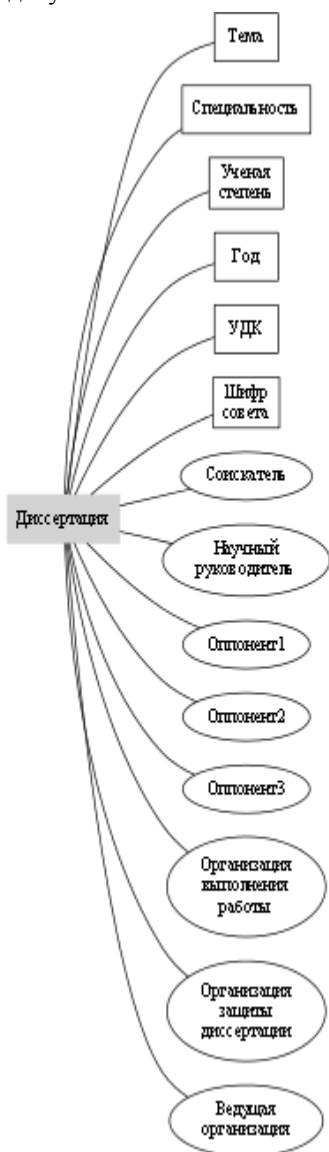 Тема
Специальность
Ученая
степень
Год
УДК
Шифр
совета
Соискатель
Диссертация
Научный
руководитель
Оппонент1
Оппонент2
Оппонент3
Организация
выполнения
работы
Организация
защиты
диссертации
Ведущая
организация